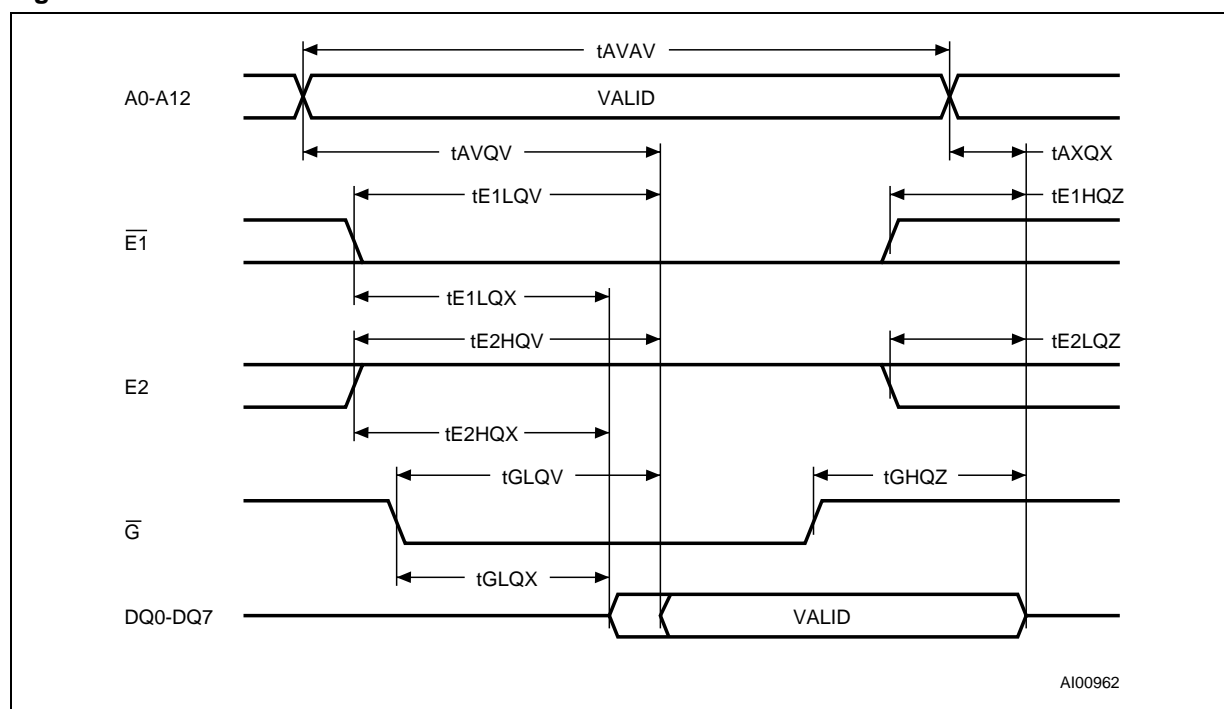 tAVAV
A0-A12
VALID
tAVQV
tAXQX
tE1LQV
tE1HQZ
E1
tE1LQX
tE2HQV
tE2LQZ
E2
tE2HQX
tGLQV
tGHQZ
G
tGLQX
DQ0-DQ7
VALID
AI00962